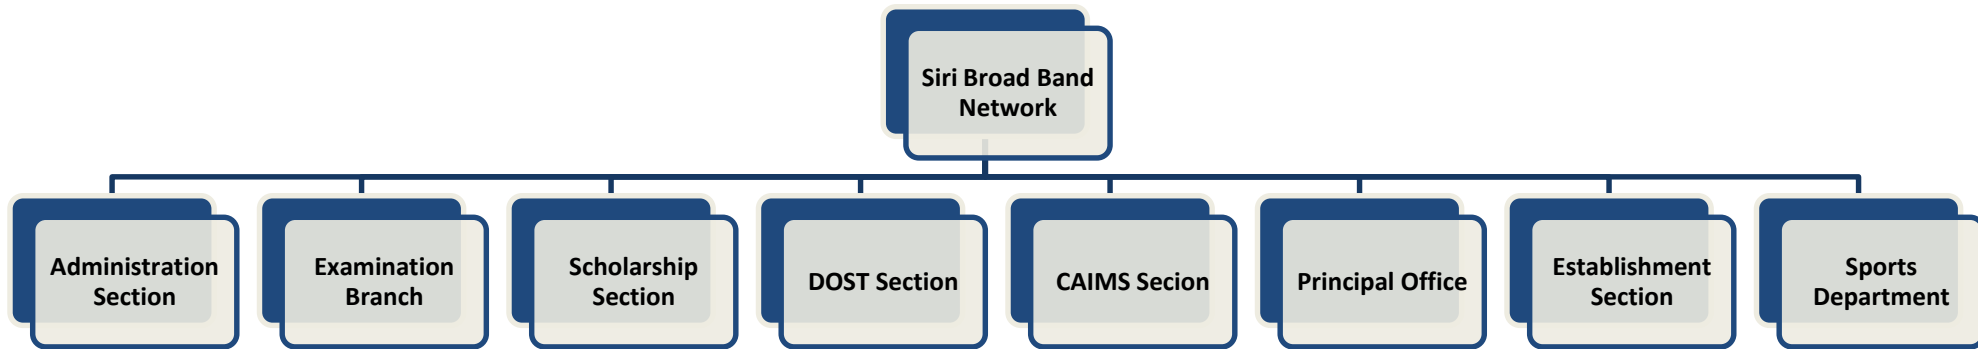 Siri Broad Band
Network
Administration
Section
Examination
Branch
Scholarship
Section
DOST Section
CAIMS Secion
Principal Office
Establishment
Section
Sports
Department